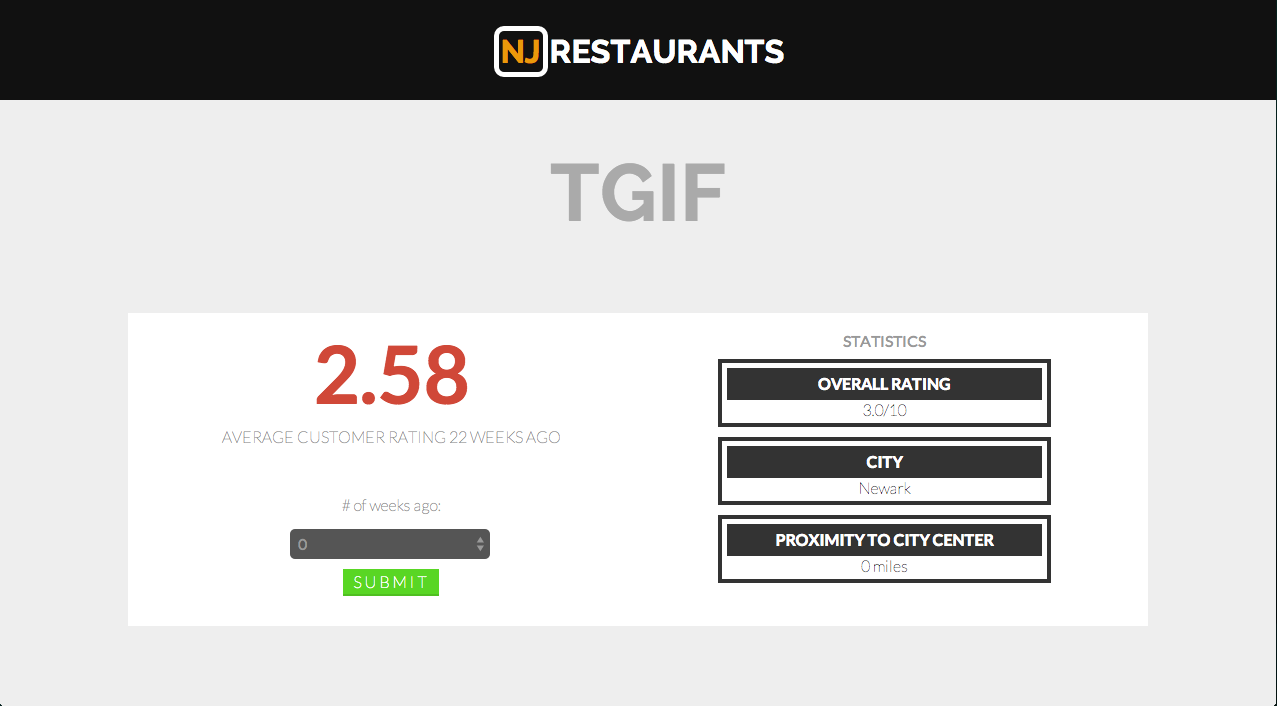 NJ RESTAURANTS
TGIF
2.58
AVERAGE CUSTOMER RATING 22 WEEKS AGO
# of weeks ago:
0
SUBMIT
STATISTICS
OVERALL RATING
3.0/10
CITY
Newark
PROXIMITY TO CITY CENTER
0 miles